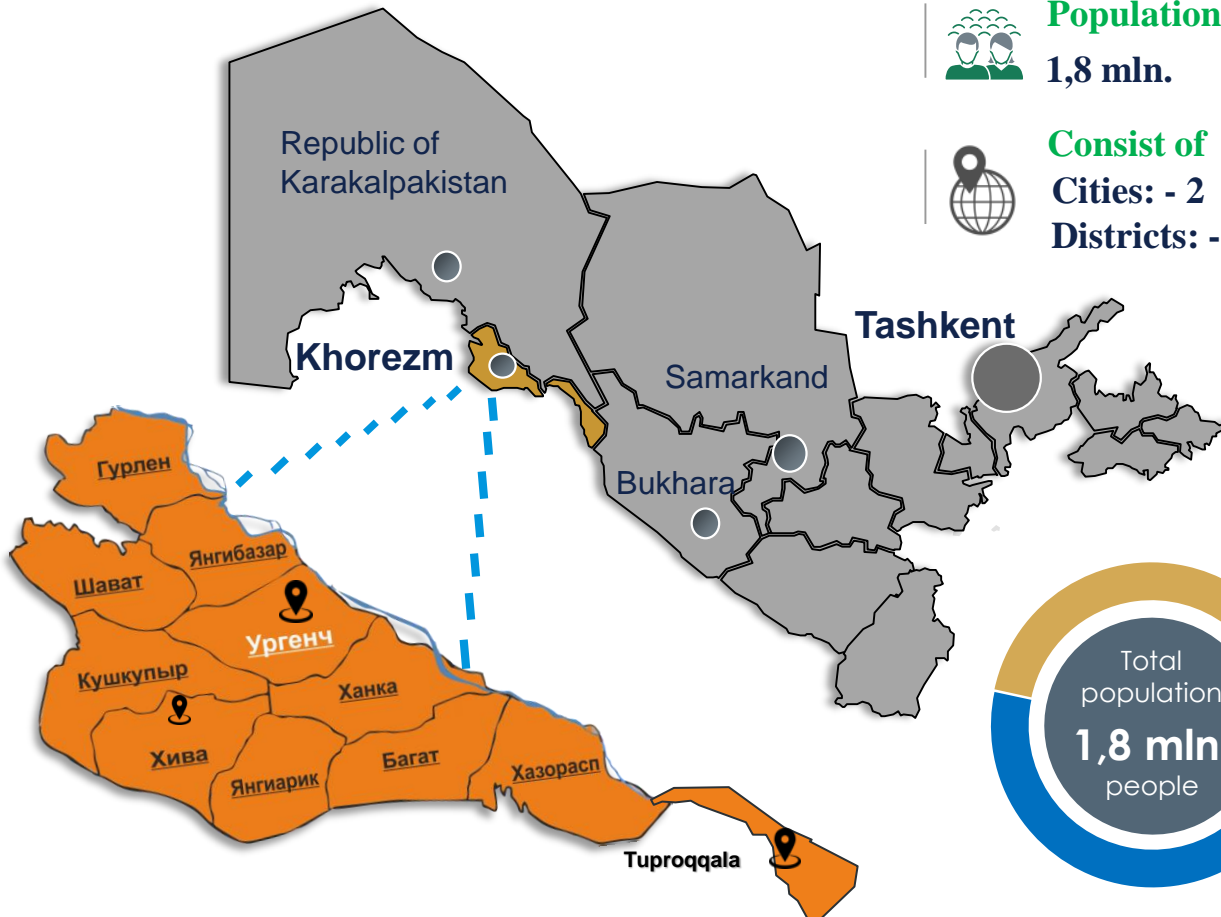 Population
1,8 mln.
Consist of
Cities: - 2
Districts: -
Republic of
Karakalpakistan
Khorezm
Tashkent
Samarkand
Bukhara
Гурлен
Янгибазар
Шават
Ургенч
Кушкупыр
Ханка
Хива
Янгиарик
Багат
Хазорасп
Tuproqqala
Total
population
1,8 mln
people